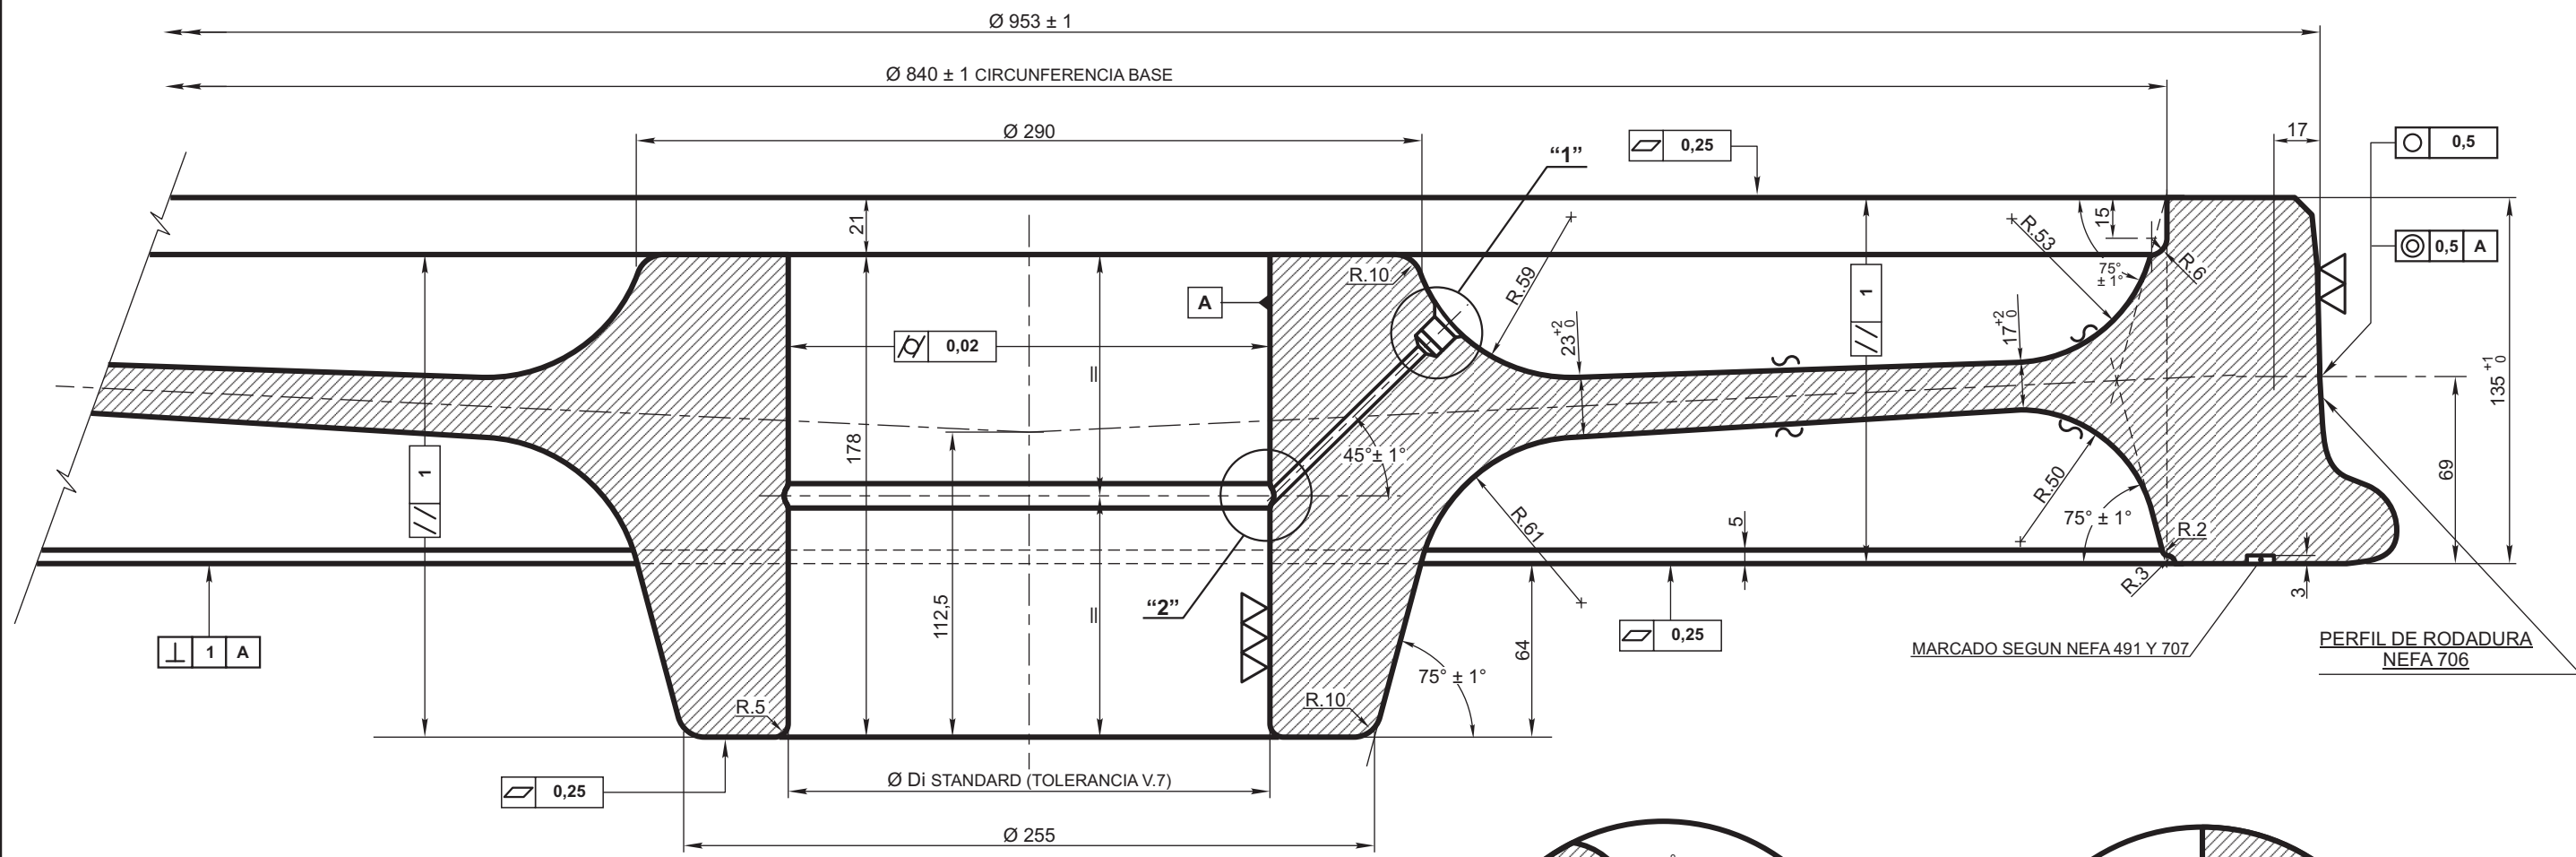 Ø 953 ± 1
Ø 840 ± 1 CIRCUNFERENCIA BASE
Ø 290
"1"
0,25
17
0,5
0,5 A
21
15
R.53
75° ± 1°
R.6
R.10
R.59
A
1
23 +2 0
17 +2 0
0,02
135 +1 0
178
45°± 1°
1
69
R.50
R.61
5
75° ± 1°
R.2
R.3
3
112,5
"2"
0,25
64
1 A
MARCADO SEGUN NEFA 491 Y 707
PERFIL DE RODADURA
NEFA 706
75° ± 1°
R.5
R.10
0,25
Ø Di STANDARD (TOLERANCIA V.7)
Ø 255